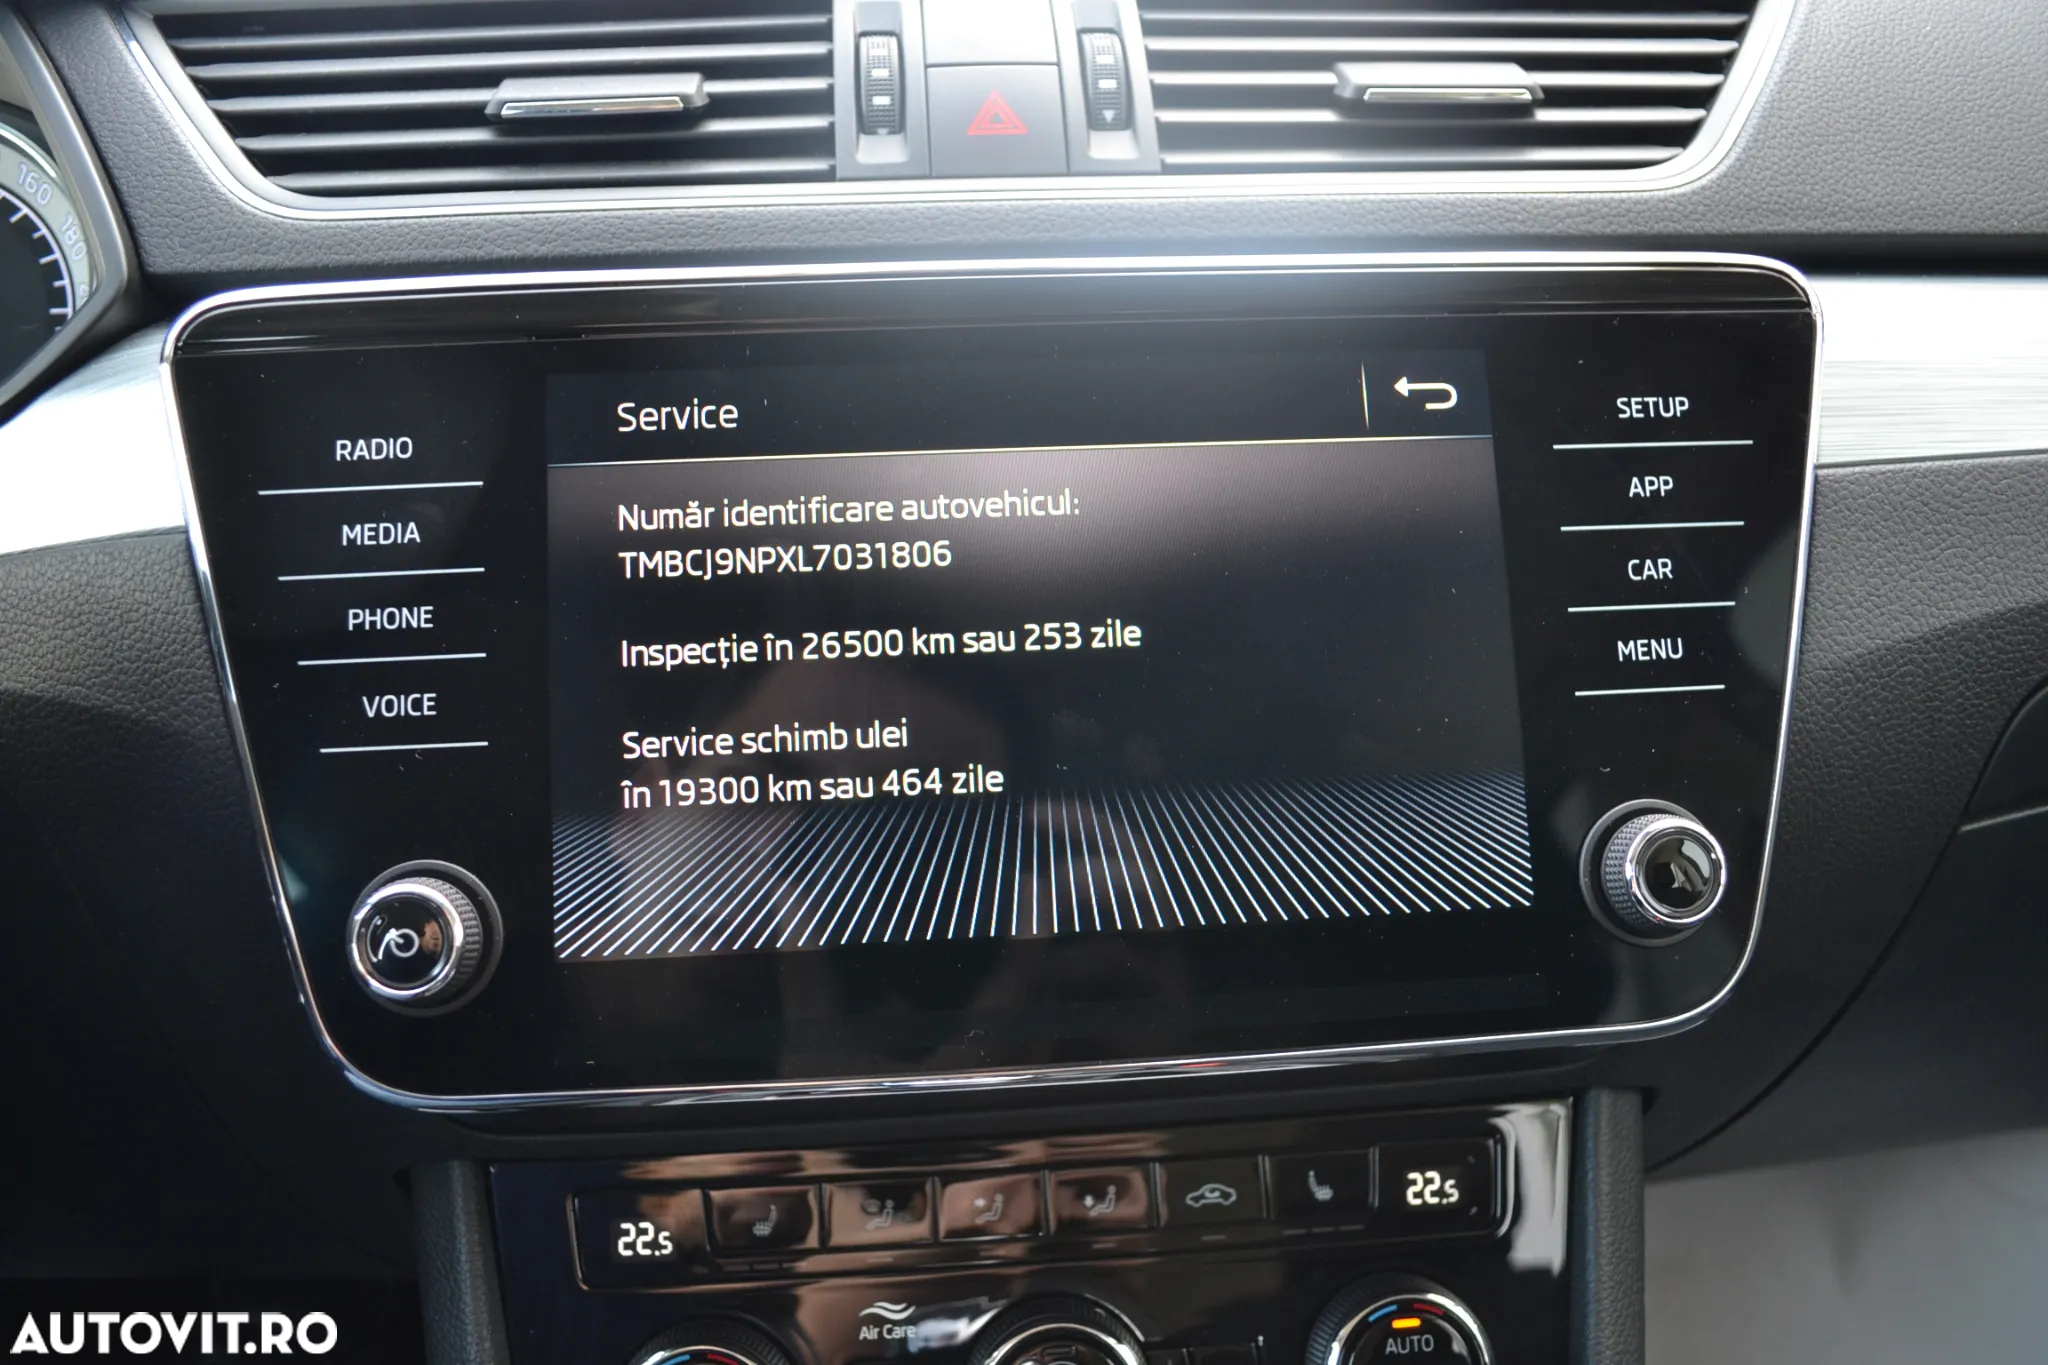 160
180
Service
RADIO
MEDIA
PHONE
VOICE
Număr identificare autovehicul:
TMBCJ9NPXL7031806
Inspecție în 26500 km sau 253 zile
Service schimb ulei
în 19300 km sau 464 zile
SETUP
APP
CAR
MENU
22.5
22.5
Air Care
AUTO
AUTOVIT.RO